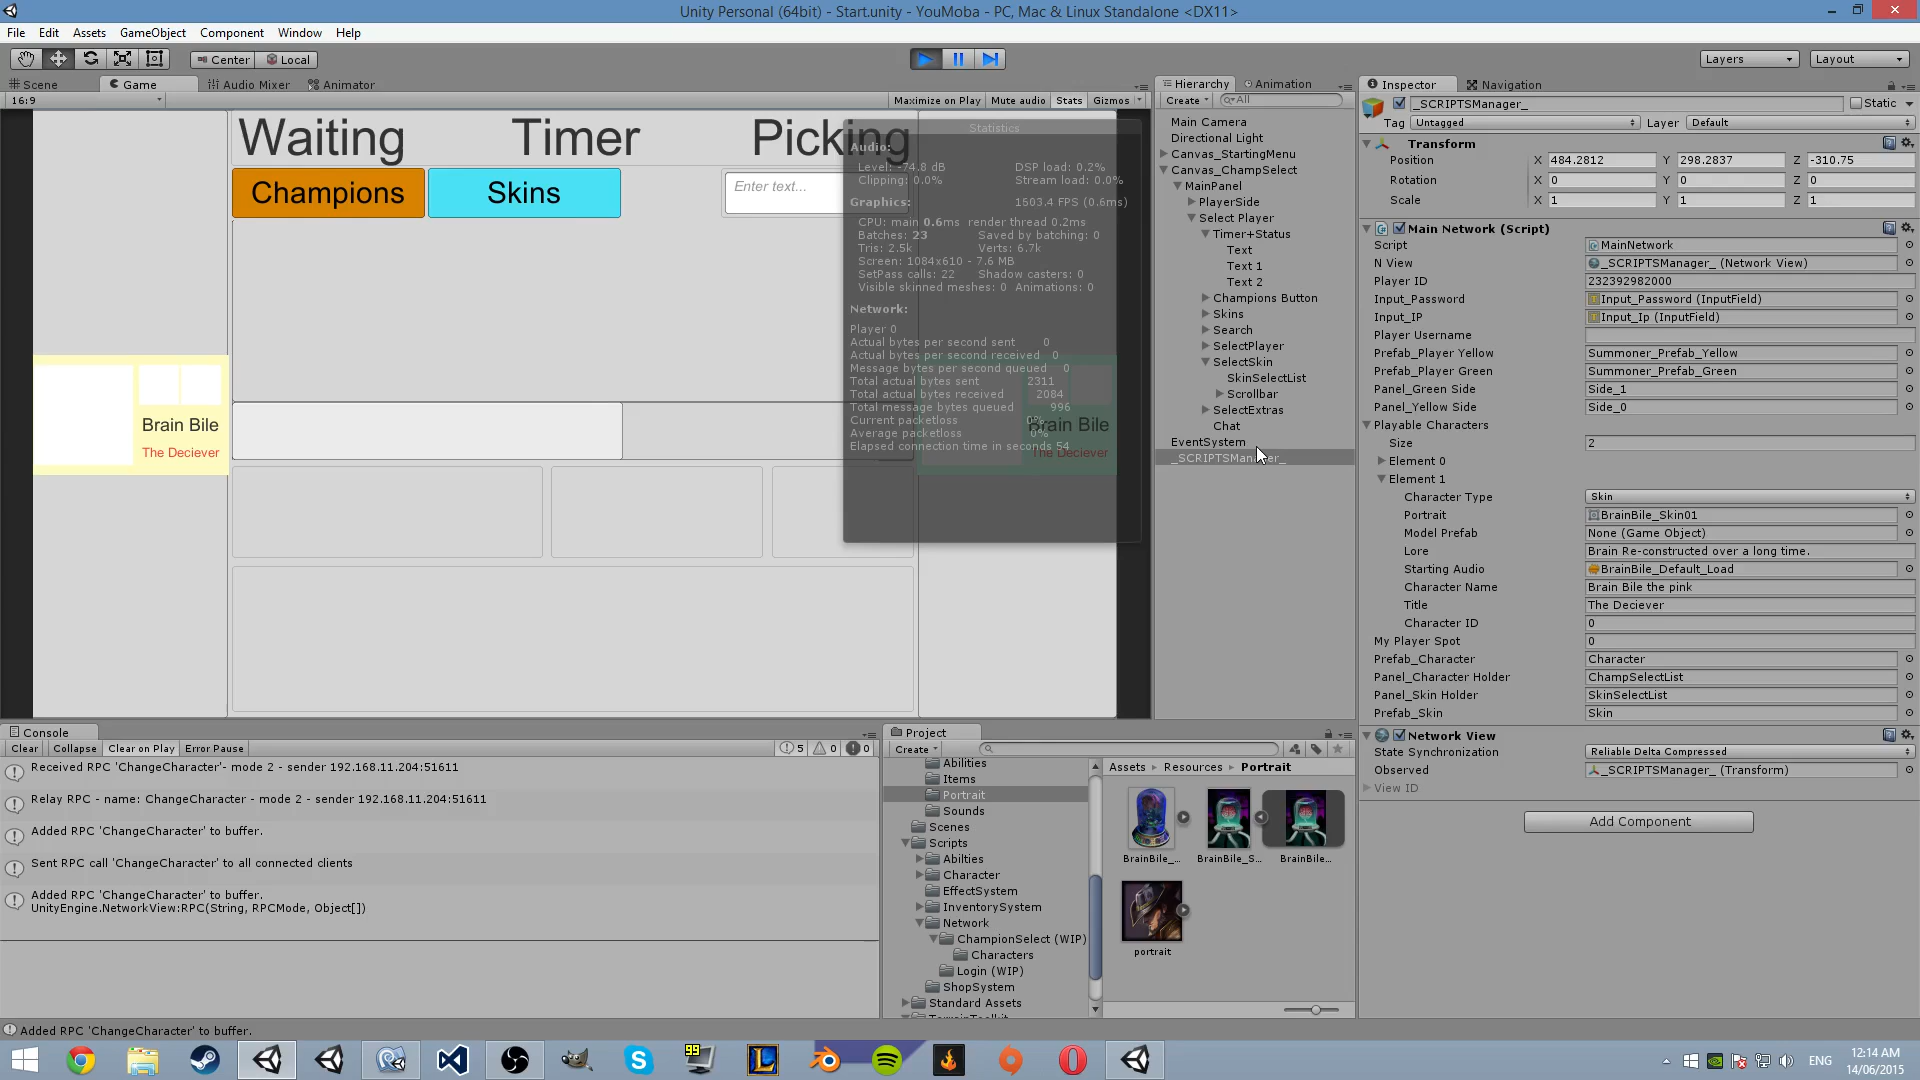 Unity Personal (64bit) - Start.unity - YouMoba - PC, Mac & Linux Standalone <DX11>
File Edit Assets GameObject Component Window Help
Center Local
Layers Layout
Scene Game Audio Mixer Animator
16:9
Maximize on Play Mute audio Stats Gizmos
Waiting Timer Picking
Champions Skins
Enter text...
Brain Bile
The Deciever
Brain Bile
The Deciever
Statistics
Audio:
Level: -74.8 dB DSP load: 0.2%
Clipping: 0.0% Stream load: 0.0%
Graphics: 1503.4 FPS (0.6ms)
CPU: main 0.6ms render thread 0.2ms
Batches: 23 Saved by batching: 0
Tris: 2.5k Verts: 6.7k
Screen: 1084x610 - 7.6 MB
SetPass calls: 22 Shadow casters: 0
Visible skinned meshes: 0 Animations: 0
Network:
Player 0
Actual bytes per second sent 0
Actual bytes per second received 0
Message bytes per second queued 0
Total actual bytes sent 2311
Total actual bytes received 2084
Total message bytes queued 996
Current packetloss 0%
Average packetloss 0%
Elapsed connection time in seconds 54
Hierarchy Animation
Create All
Main Camera
Directional Light
Canvas_StartingMenu
Canvas_ChampSelect
MainPanel
PlayerSide
Select Player
Timer+Status
Text
Text 1
Text 2
Champions Button
Skins
Search
SelectPlayer
SelectSkin
SkinSelectList
Scrollbar
SelectExtras
Chat
EventSystem
_SCRIPTSManager_
Inspector Navigation
_SCRIPTSManager_ Static
Tag Untagged Layer Default
Transform
Position X 484.2812 Y 298.2837 Z -310.75
Rotation X 0 Y 0 Z 0
Scale X 1 Y 1 Z 1
Main Network (Script)
Script MainNetwork
N View _SCRIPTSManager_ (Network View)
Player ID 232392982000
Input_Password Input_Password (InputField)
Input_IP Input_Ip (InputField)
Player Username
Prefab_Player Yellow Summoner_Prefab_Yellow
Prefab_Player Green Summoner_Prefab_Green
Panel_Green Side Side_1
Panel_Yellow Side Side_0
Playable Characters
Size 2
Element 0
Element 1
Character Type Skin
Portrait BrainBile_Skin01
Model Prefab None (Game Object)
Lore Brain Re-constructed over a long time.
Starting Audio BrainBile_Default_Load
Character Name Brain Bile the pink
Title The Deciever
Character ID 0
My Player Spot 0
Prefab_Character Character
Panel_Character Holder ChampSelectList
Panel_Skin Holder SkinSelectList
Prefab_Skin Skin
Network View
State Synchronization Reliable Delta Compressed
Observed _SCRIPTSManager_ (Transform)
View ID
Add Component
Console
Clear Collapse Clear on Play Error Pause 5 0 0
Received RPC 'ChangeCharacter'- mode 2 - sender 192.168.11.204:51611
Relay RPC - name: ChangeCharacter - mode 2 - sender 192.168.11.204:51611
Added RPC 'ChangeCharacter' to buffer.
Sent RPC call 'ChangeCharacter' to all connected clients
Added RPC 'ChangeCharacter' to buffer.
UnityEngine.NetworkView:RPC(String, RPCMode, Object[])
Added RPC 'ChangeCharacter' to buffer.
Project
Create
Abilities
Items
Portrait
Sounds
Scenes
Scripts
Abilties
Character
EffectSystem
InventorySystem
Network
ChampionSelect (WIP)
Characters
Login (WIP)
ShopSystem
Standard Assets
Assets Resources Portrait
BrainBile_... BrainBile_S... BrainBile...
portrait
99
ENG
12:14 AM
14/06/2015